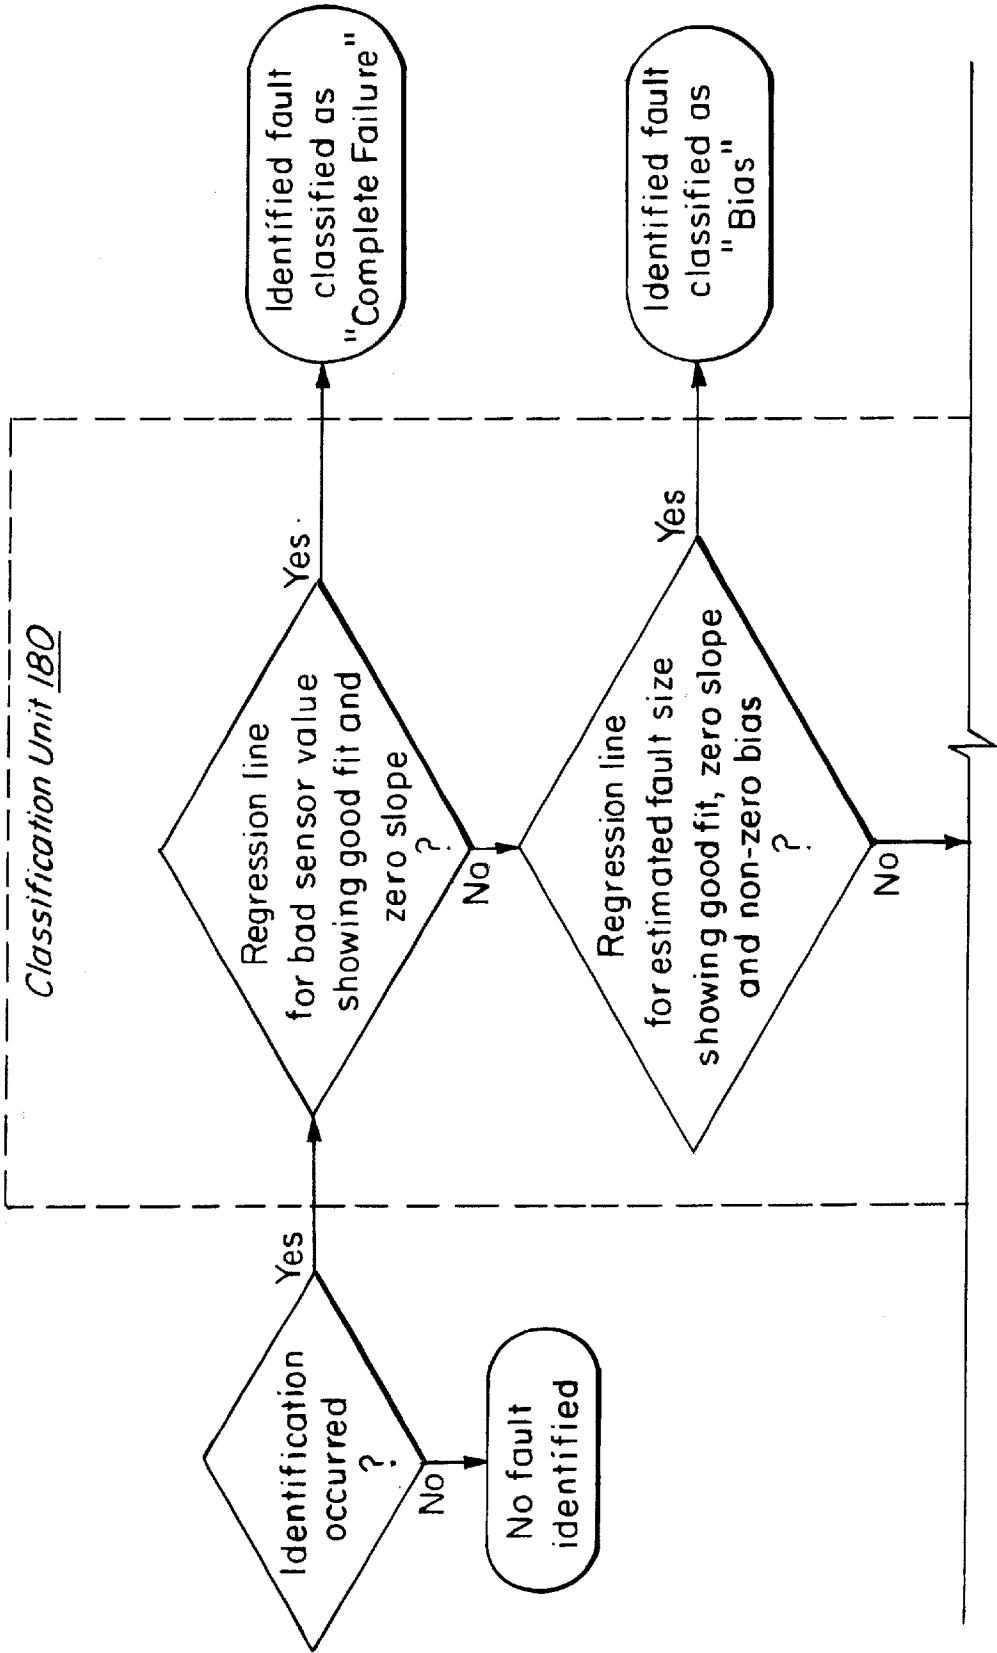 Classification Unit 180
Identification
occurred
?
Yes
No
No fault
identified
Regression line
for bad sensor value
showing good fit and
zero slope
?
Yes
No
Identified fault
classified as
"Complete Failure"
Regression line
for estimated fault size
showing good fit, zero slope
and non-zero bias
?
Yes
No
Identified fault
classified as
"Bias"